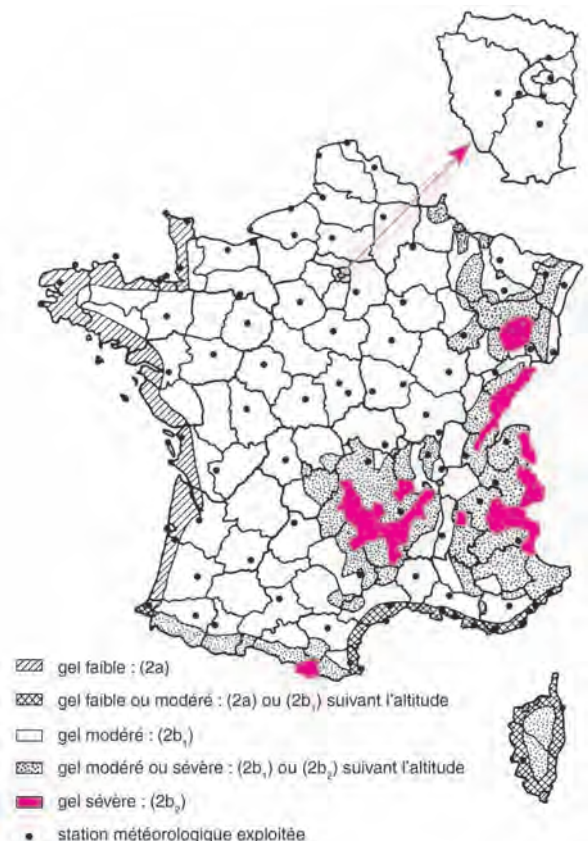 gel faible : (2a)
gel faible ou modéré : (2a) ou (2b₁) suivant l'altitude
gel modéré : (2b₁)
gel modéré ou sévère : (2b₁) ou (2b₂) suivant l'altitude
gel sévère : (2b₂)
station météorologique exploitée